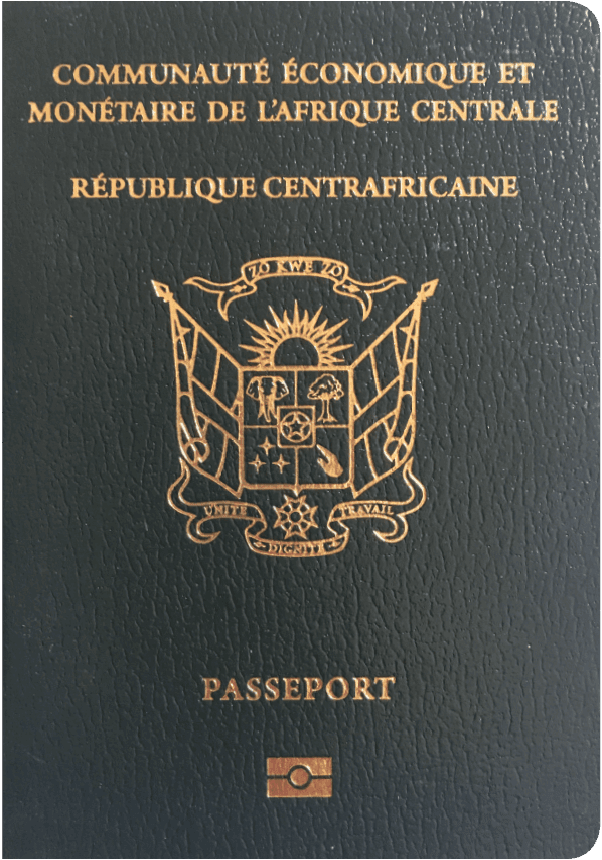 COMMUNAUTÉ ÉCONOMIQUE ET
MONÉTAIRE DE L'AFRIQUE CENTRALE
RÉPUBLIQUE CENTRAFRICAINE
ZO KWE ZO
UNITE
TRAVAIL
DIGNITE
PASSEPORT